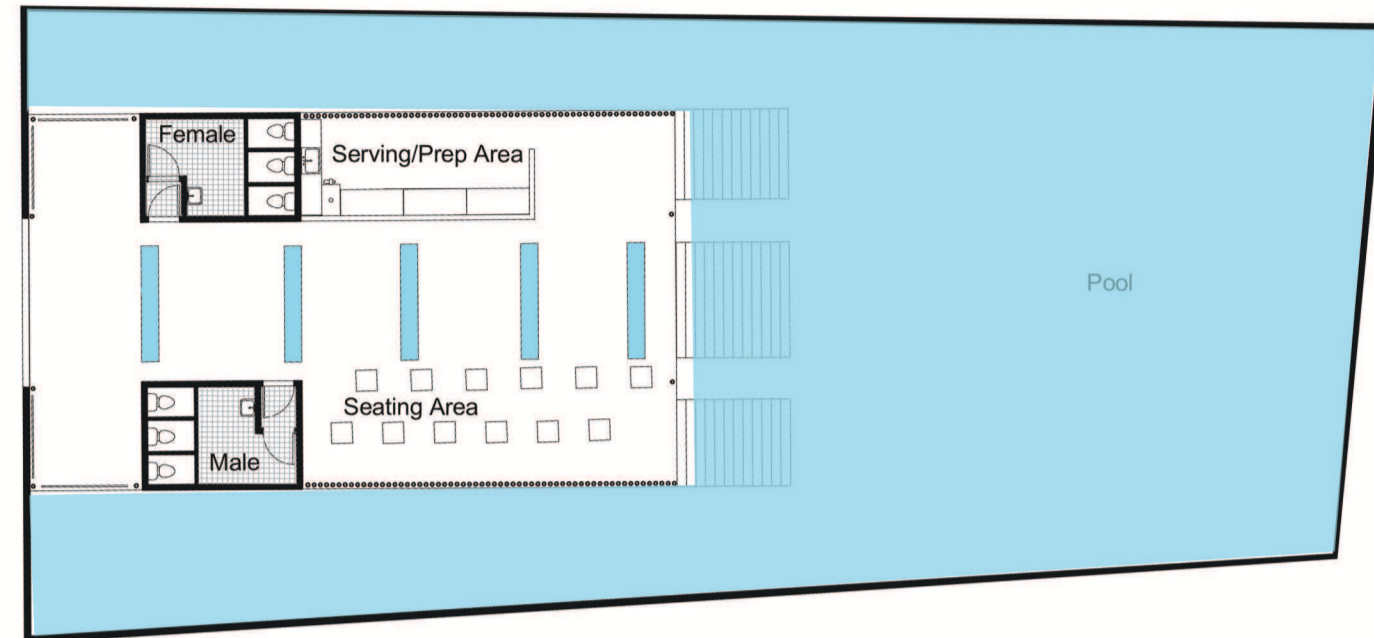 Female
Serving/Prep Area
Pool
Seating Area
Male